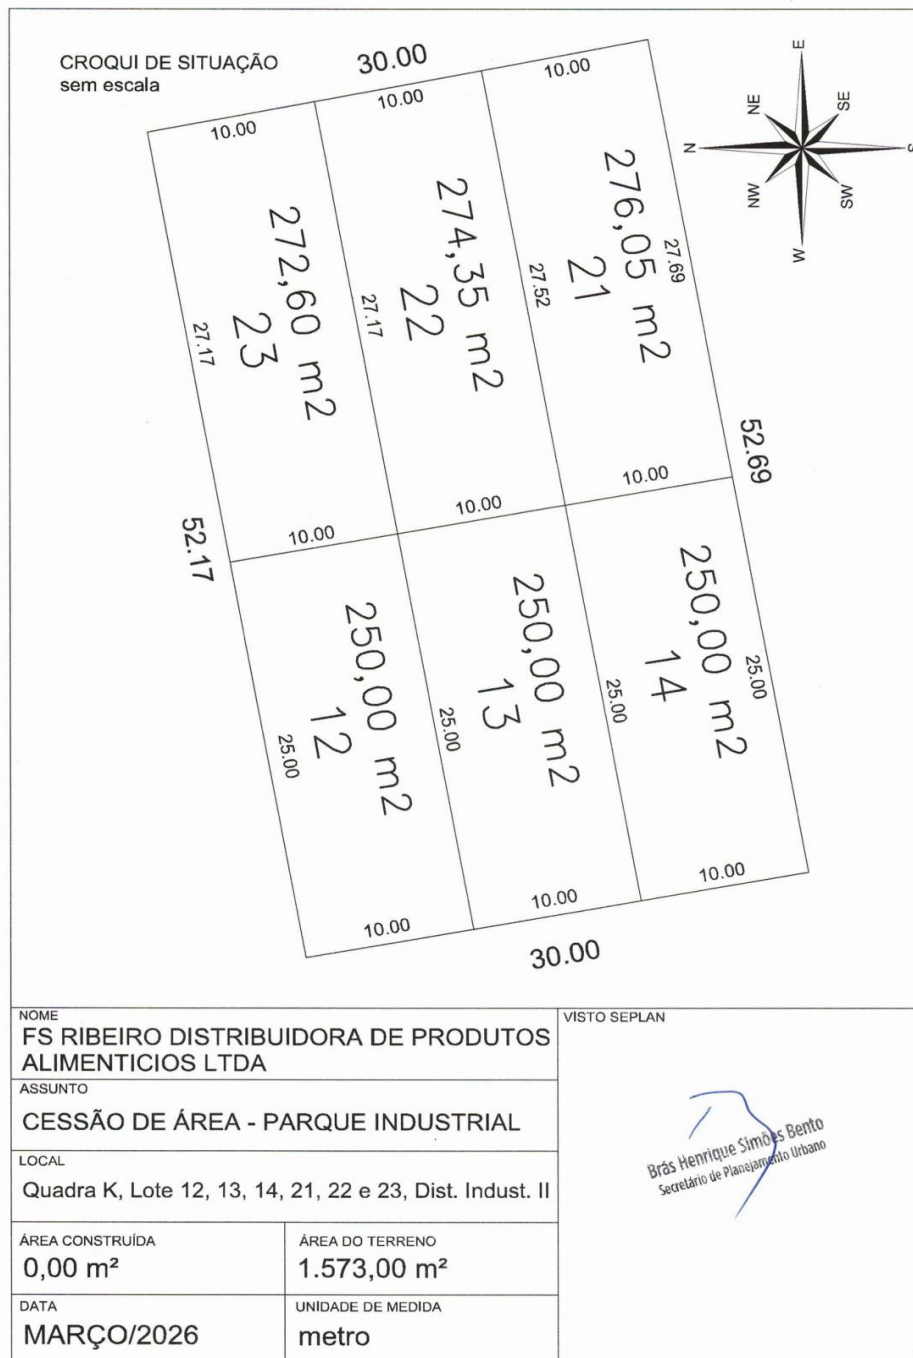 CROQUI DE SITUAÇÃO
sem escala
30.00
10.00
10.00
10.00
E
NE
SE
N
S
NW
SW
W
272,60 m2
23
274,35 m2
22
276,05 m2
21
27.17
27.17
27.52
27.69
52.17
52.69
10.00
10.00
10.00
250,00 m2
12
250,00 m2
13
250,00 m2
14
25.00
25.00
25.00
25.00
10.00
10.00
10.00
30.00
NOME
FS RIBEIRO DISTRIBUIDORA DE PRODUTOS
ALIMENTICIOS LTDA
ASSUNTO
CESSÃO DE ÁREA - PARQUE INDUSTRIAL
LOCAL
Quadra K, Lote 12, 13, 14, 21, 22 e 23, Dist. Indust. II
ÁREA CONSTRUÍDA
0,00 m²
ÁREA DO TERRENO
1.573,00 m²
DATA
MARÇO/2026
UNIDADE DE MEDIDA
metro
VISTO SEPLAN
Brás Henrique Simões Bento
Secretário de Planejamento Urbano